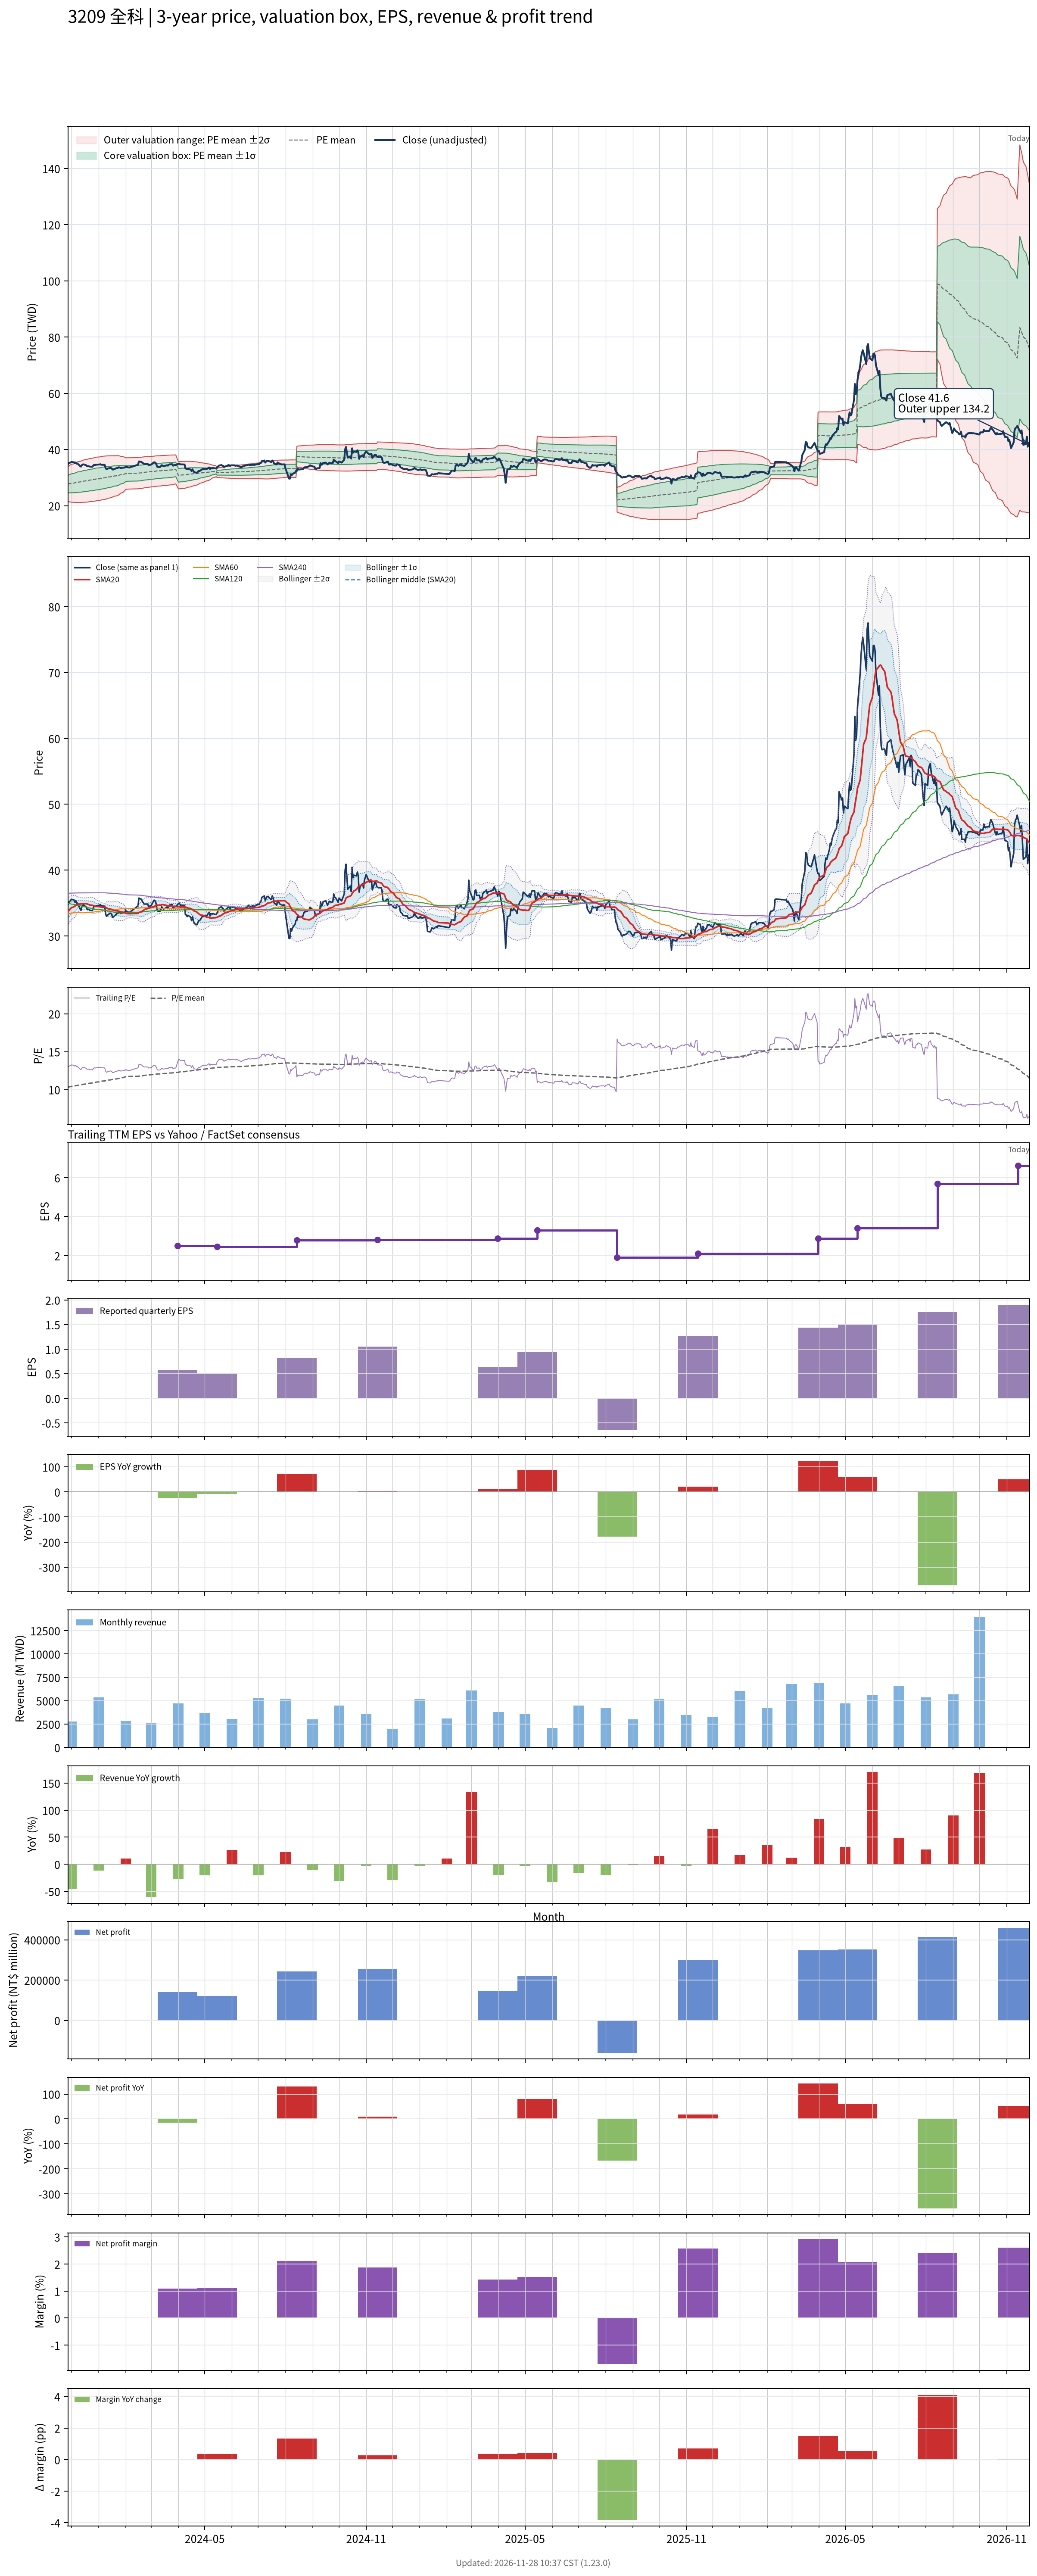 3209 全科 | 3-year price, valuation box, EPS, revenue & profit trend
Outer valuation range: PE mean ±2σ
PE mean
Close (unadjusted)
Core valuation box: PE mean ±1σ
Today
140
120
100
80
60
40
20
Price (TWD)
Close 41.6
Outer upper 134.2
Close (same as panel 1)
SMA60
SMA240
Bollinger ±1σ
SMA20
SMA120
Bollinger ±2σ
Bollinger middle (SMA20)
80
70
60
50
40
30
Price
Trailing P/E
P/E mean
20
15
10
P/E
Trailing TTM EPS vs Yahoo / FactSet consensus
Today
6
4
2
EPS
Reported quarterly EPS
2.0
1.5
1.0
0.5
0.0
-0.5
EPS
EPS YoY growth
100
0
-100
-200
-300
YoY (%)
Monthly revenue
12500
10000
7500
5000
2500
0
Revenue (M TWD)
Revenue YoY growth
150
100
50
0
-50
YoY (%)
Month
Net profit
400000
200000
0
Net profit (NT$ million)
Net profit YoY
100
0
-100
-200
-300
YoY (%)
Net profit margin
3
2
1
0
-1
Margin (%)
Margin YoY change
4
2
0
-2
-4
Δ margin (pp)
2024-05
2024-11
2025-05
2025-11
2026-05
2026-11
Updated: 2026-11-28 10:37 CST (1.23.0)